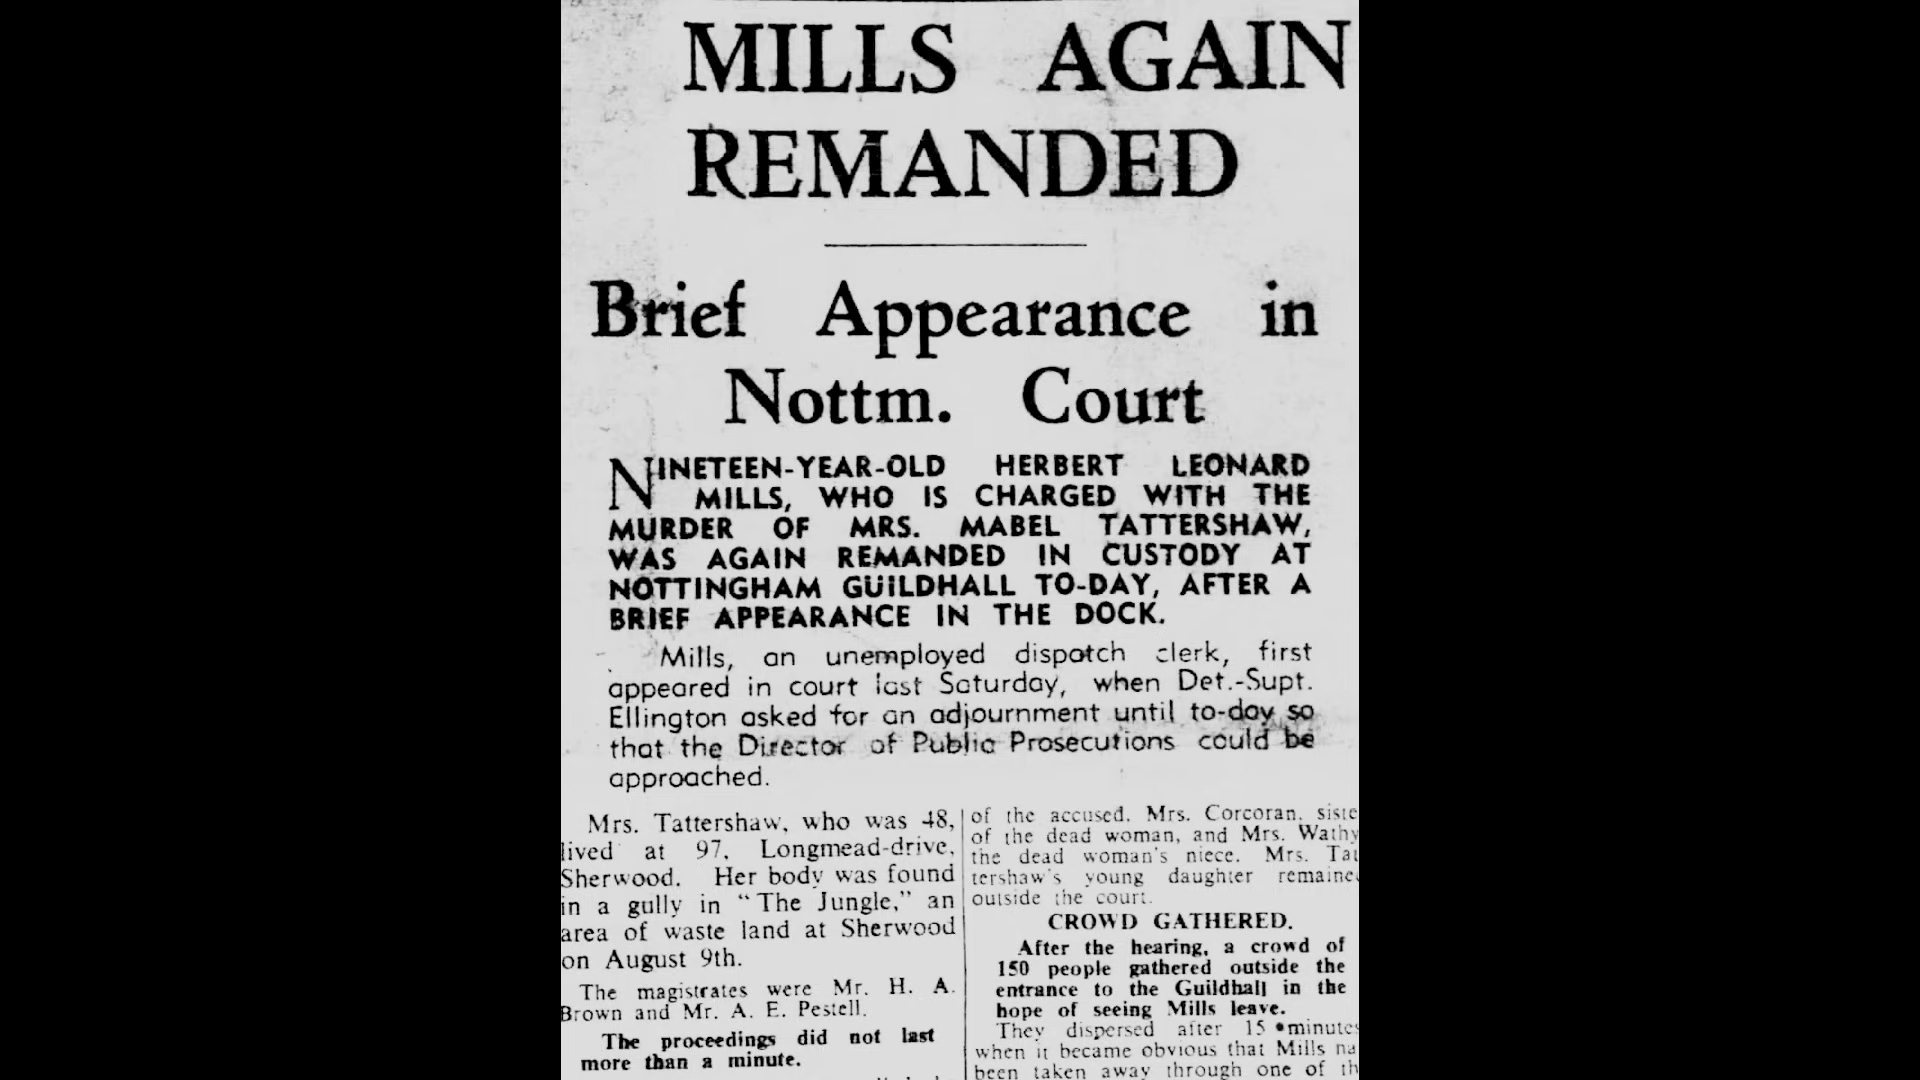 MILLS AGAIN
REMANDED
Brief Appearance in
Nottm. Court
NINETEEN-YEAR-OLD HERBERT LEONARD
MILLS, WHO IS CHARGED WITH THE
MURDER OF MRS. MABEL TATTERSHAW,
WAS AGAIN REMANDED IN CUSTODY AT
NOTTINGHAM GUILDHALL TO-DAY, AFTER A
BRIEF APPEARANCE IN THE DOCK.
Mills, an unemployed dispatch clerk, first
appeared in court last Saturday, when Det.-Supt.
Ellington asked for an adjournment until to-day so
that the Director of Public Prosecutions could be
approached.
Mrs. Tattershaw, who was 48,
lived at 97, Longmead-drive,
Sherwood. Her body was found
in a gully in "The Jungle," an
area of waste land at Sherwood
on August 9th.
The magistrates were Mr. H. A.
Brown and Mr. A. E. Pestell.
The proceedings did not last
more than a minute.
of the accused, Mrs. Corcoran, siste
of the dead woman, and Mrs. Wathy
the dead woman's niece. Mrs. Tat
tershaw's young daughter remaine
outside the court.
CROWD GATHERED.
After the hearing, a crowd of
150 people gathered outside the
entrance to the Guildhall in the
hope of seeing Mills leave.
They dispersed after 15 minutes
when it became obvious that Mills ha
been taken away through one of th